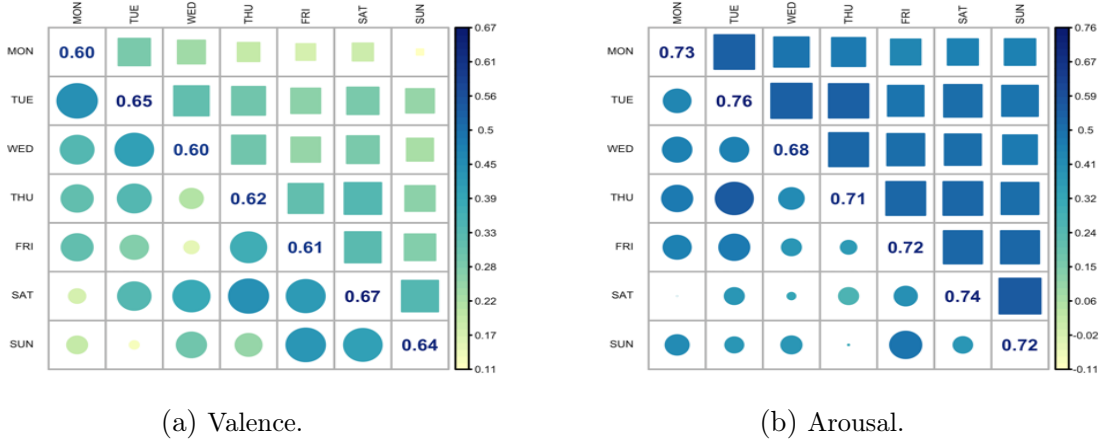 MON TUE WED THU FRI SAT SUN
MON 0.60
TUE 0.65
WED 0.60
THU 0.62
FRI 0.61
SAT 0.67
SUN 0.64
0.67
0.61
0.56
0.5
0.45
0.39
0.33
0.28
0.22
0.17
0.11
(a) Valence.
MON TUE WED THU FRI SAT SUN
MON 0.73
TUE 0.76
WED 0.68
THU 0.71
FRI 0.72
SAT 0.74
SUN 0.72
0.76
0.67
0.59
0.5
0.41
0.32
0.24
0.15
0.06
-0.02
-0.11
(b) Arousal.